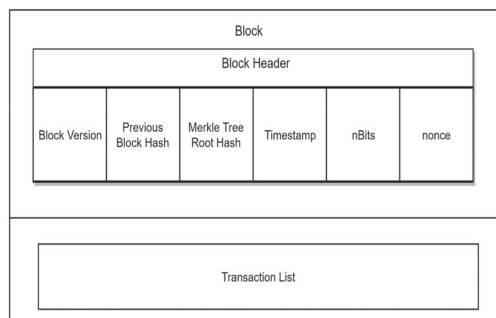 Block
Block Header
Block Version
Previous
Block Hash
Merkle Tree
Root Hash
Timestamp
nBits
nonce
Transaction List